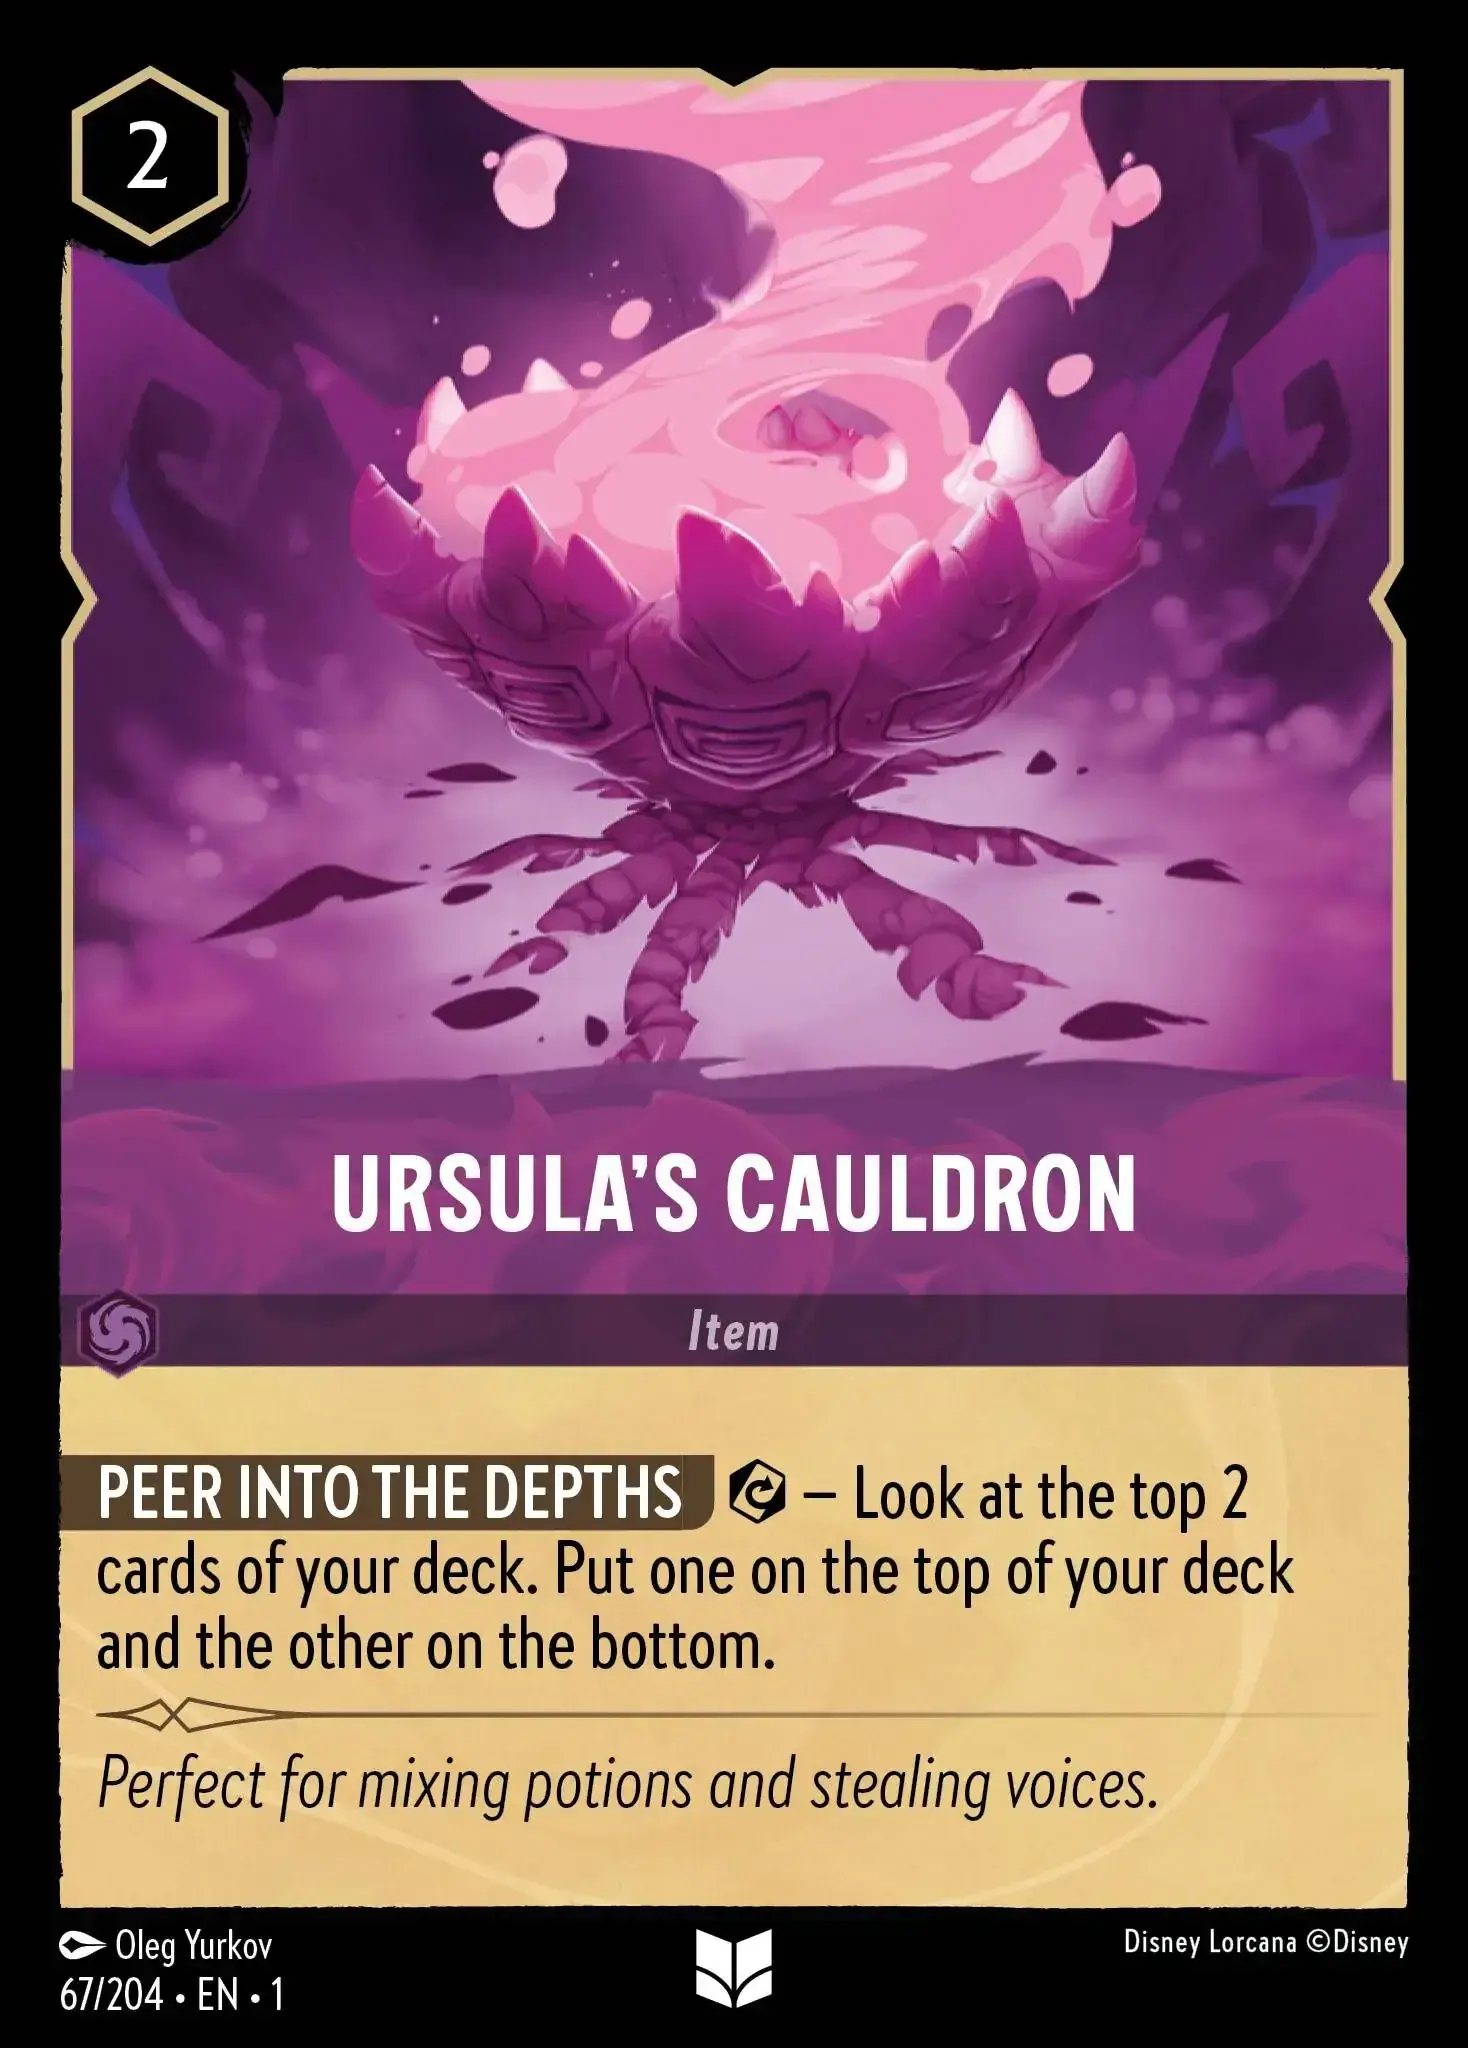 2
URSULA’S CAULDRON
Item
PEER INTO THE DEPTHS — Look at the top 2
cards of your deck. Put one on the top of your deck
and the other on the bottom.
Perfect for mixing potions and stealing voices.
Oleg Yurkov
Disney Lorcana ©Disney
67/204 • EN • 1